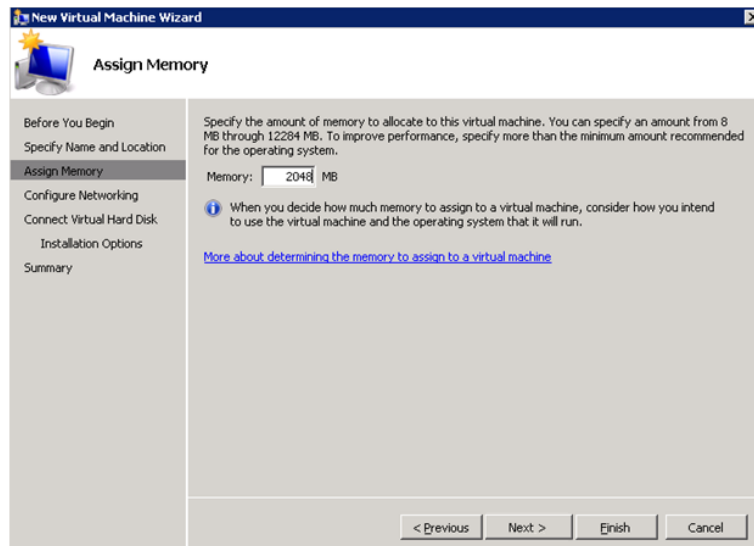 New Virtual Machine Wizard
Assign Memory
Before You Begin
Specify Name and Location
Assign Memory
Configure Networking
Connect Virtual Hard Disk
Installation Options
Summary
Specify the amount of memory to allocate to this virtual machine. You can specify an amount from 8
MB through 12284 MB. To improve performance, specify more than the minimum amount recommended
for the operating system.
Memory: 2048 MB
When you decide how much memory to assign to a virtual machine, consider how you intend
to use the virtual machine and the operating system that it will run.
More about determining the memory to assign to a virtual machine
< Previous Next > Finish Cancel